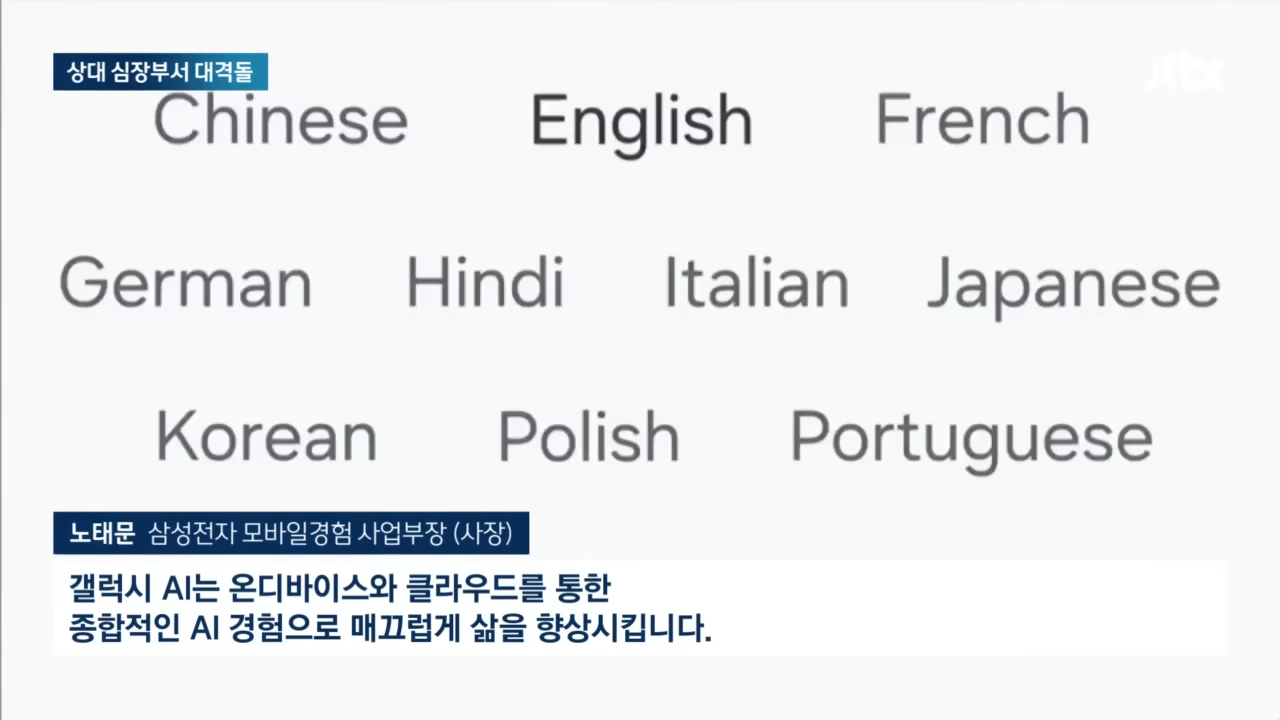 상대 심장부서 대격돌
jtbc
Chinese English French
German Hindi Italian Japanese
Korean Polish Portuguese
노태문 삼성전자 모바일경험 사업부장 (사장)
갤럭시 AI는 온디바이스와 클라우드를 통한
종합적인 AI 경험으로 매끄럽게 삶을 향상시킵니다.